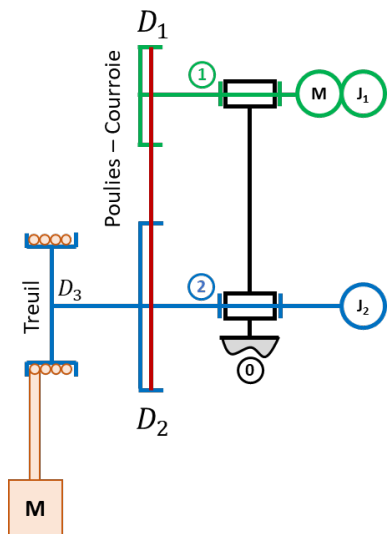 D₁
Poulies – Courroie
1
M
J₁
Treuil
D₃
2
J₂
0
D₂
M